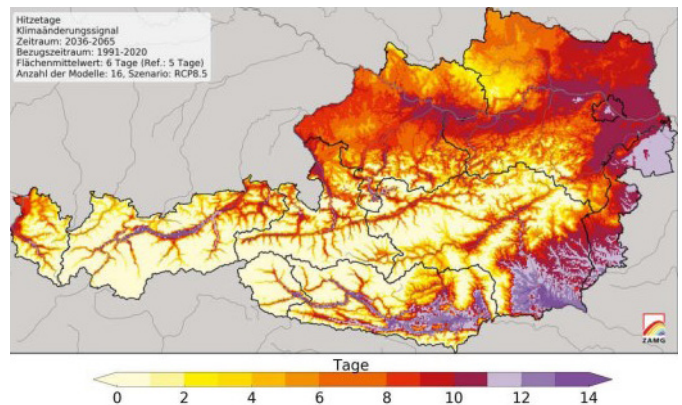 Hitzetage
Klimaänderungssignal
Zeitraum: 2036-2065
Bezugszeitraum: 1991-2020
Flächenmittelwert: 6 Tage (Ref.: 5 Tage)
Anzahl der Modelle: 16, Szenario: RCP8.5
ZAMG
Tage
0 2 4 6 8 10 12 14